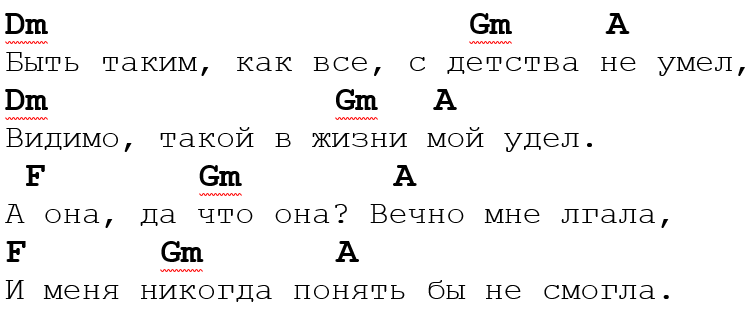 Dm Gm A
Быть таким, как все, с детства не умел,
Dm Gm A
Видимо, такой в жизни мой удел.
F Gm A
А она, да что она? Вечно мне лгала,
F Gm A
И меня никогда понять бы не смогла.